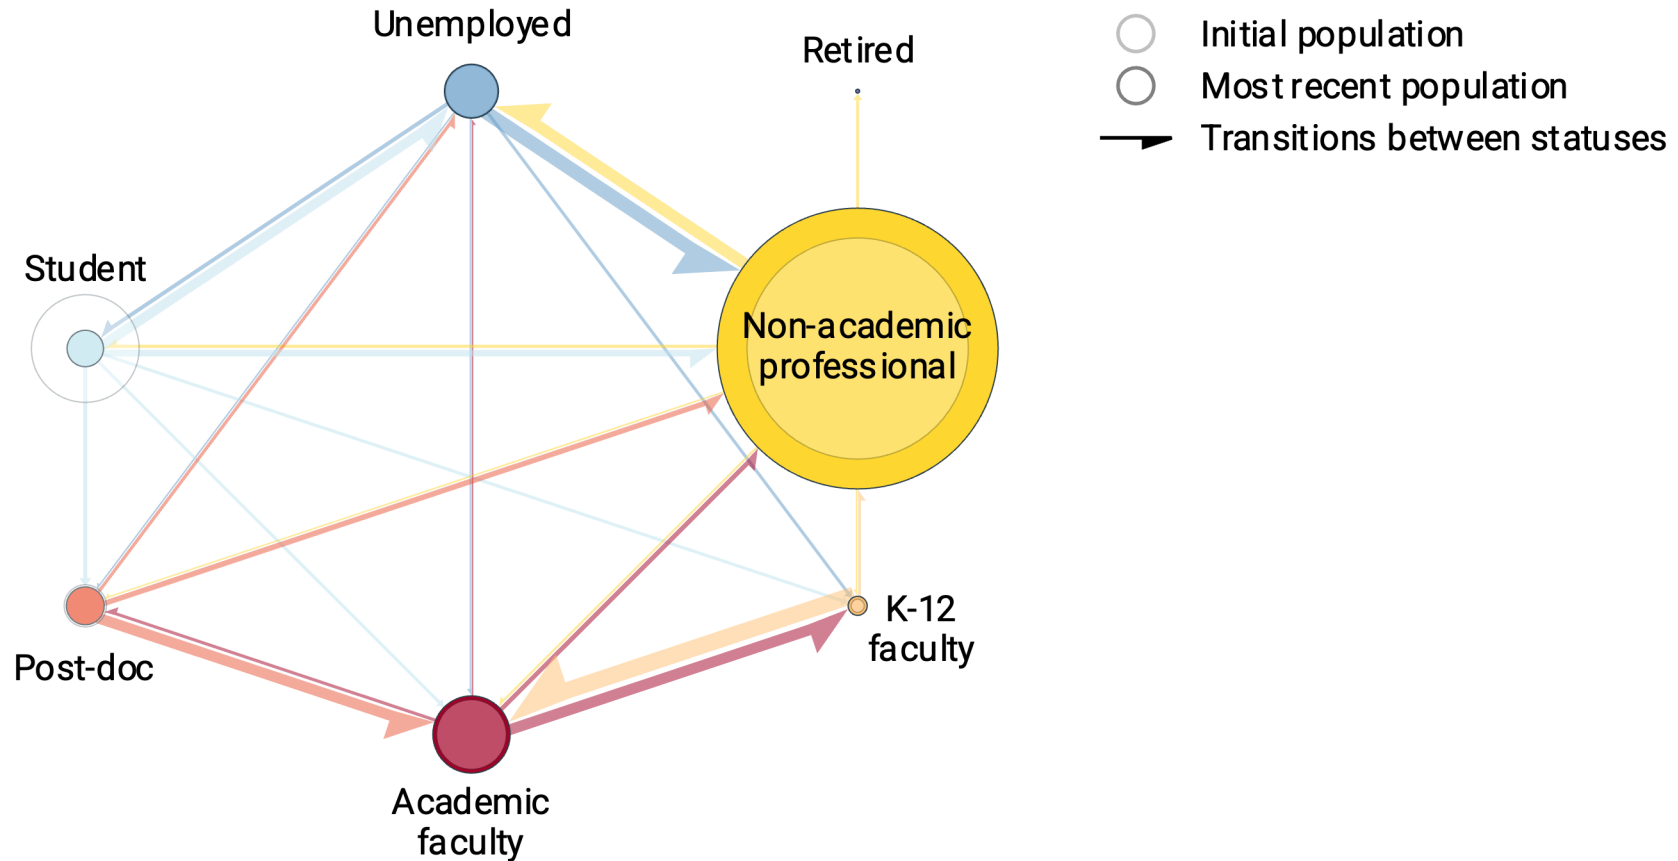 Unemployed
Retired
Initial population
Most recent population
Transitions between statuses
Student
Non-academic
professional
K-12
faculty
Post-doc
Academic
faculty